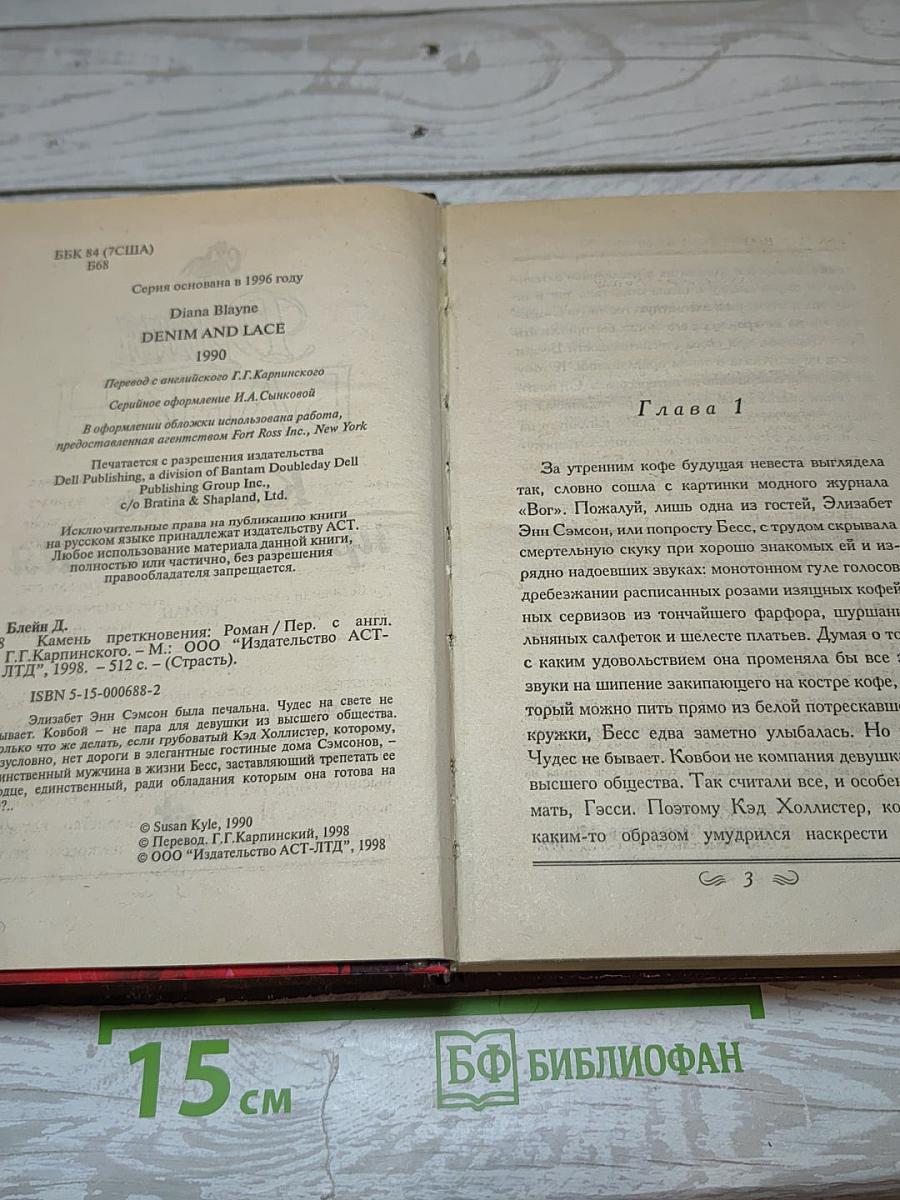 ББК 84 (7США)
Б68
Серия основана в 1996 году
Diana Blayne
DENIM AND LACE
1990
Перевод с английского Г.Г.Карпинского
Серийное оформление И.А.Сынковой
В оформлении обложки использована работа,
предоставленная агентством Fort Ross Inc., New York
Печатается с разрешения издательства
Dell Publishing, a division of Bantam Doubleday Dell
Publishing Group Inc.,
c/o Bratina & Shapland, Ltd.
Исключительные права на публикацию книги
на русском языке принадлежат издательству АСТ.
Любое использование материала данной книги,
полностью или частично, без разрешения
правообладателя запрещается.
Блейн Д.
8 Камень преткновения: Роман / Пер. с англ.
Г.Г.Карпинского. – М.: ООО "Издательство АСТ-
ЛТД", 1998. – 512 с. – (Страсть).
ISBN 5-15-000688-2
Элизабет Энн Сэмсон была печальна. Чудес на свете не
ывает. Ковбой – не пара для девушки из высшего общества.
олько что же делать, если грубоватый Кэд Холлистер, которому,
зусловно, нет дороги в элегантные гостиные дома Сэмсонов, –
инственный мужчина в жизни Бесс, заставляющий трепетать ее
рдце, единственный, ради обладания которым она готова на
?..
© Susan Kyle, 1990
© Перевод. Г.Г.Карпинский, 1998
© ООО "Издательство АСТ-ЛТД", 1998
Глава 1
За утренним кофе будущая невеста выглядела
так, словно сошла с картинки модного журнала
«Вог». Пожалуй, лишь одна из гостей, Элизабет
Энн Сэмсон, или попросту Бесс, с трудом скрывала
смертельную скуку при хорошо знакомых ей и из-
рядно надоевших звуках: монотонном гуле голосов
дребезжании расписанных розами изящных кофей
ных сервизов из тончайшего фарфора, шуршани
льняных салфеток и шелесте платьев. Думая о то
с каким удовольствием она променяла бы все э
звуки на шипение закипающего на костре кофе,
торый можно пить прямо из белой потрескавше
кружки, Бесс едва заметно улыбалась. Но
Чудес не бывает. Ковбои не компания девушка
высшего общества. Так считали все, и особен
мать, Гэсси. Поэтому Кэд Холлистер, ко
каким-то образом умудрился наскрести
3
15 см
БФ БИБЛИОФАН